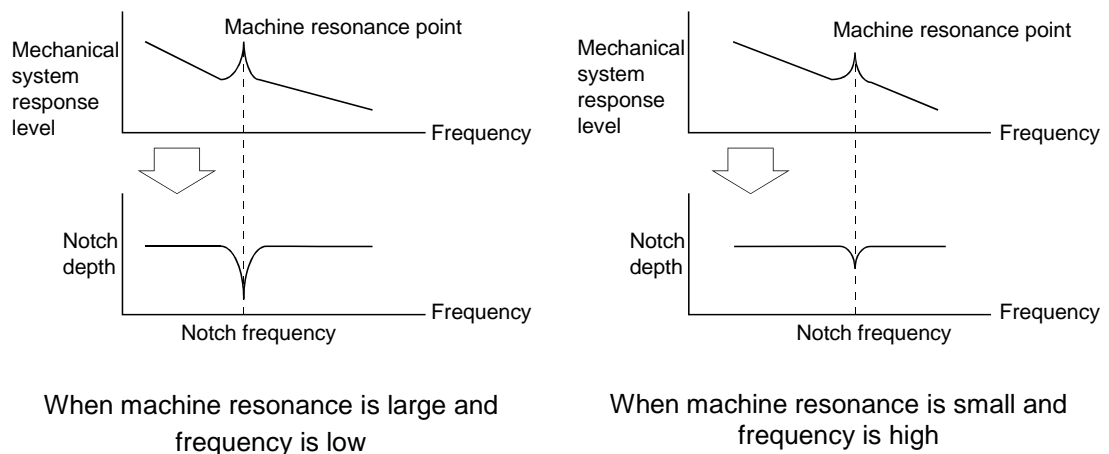 Machine resonance point
Mechanical
system
response
level
Frequency
Notch
depth
Frequency
Notch frequency
When machine resonance is large and
frequency is low
Machine resonance point
Mechanical
system
response
level
Frequency
Notch
depth
Frequency
Notch frequency
When machine resonance is small and
frequency is high